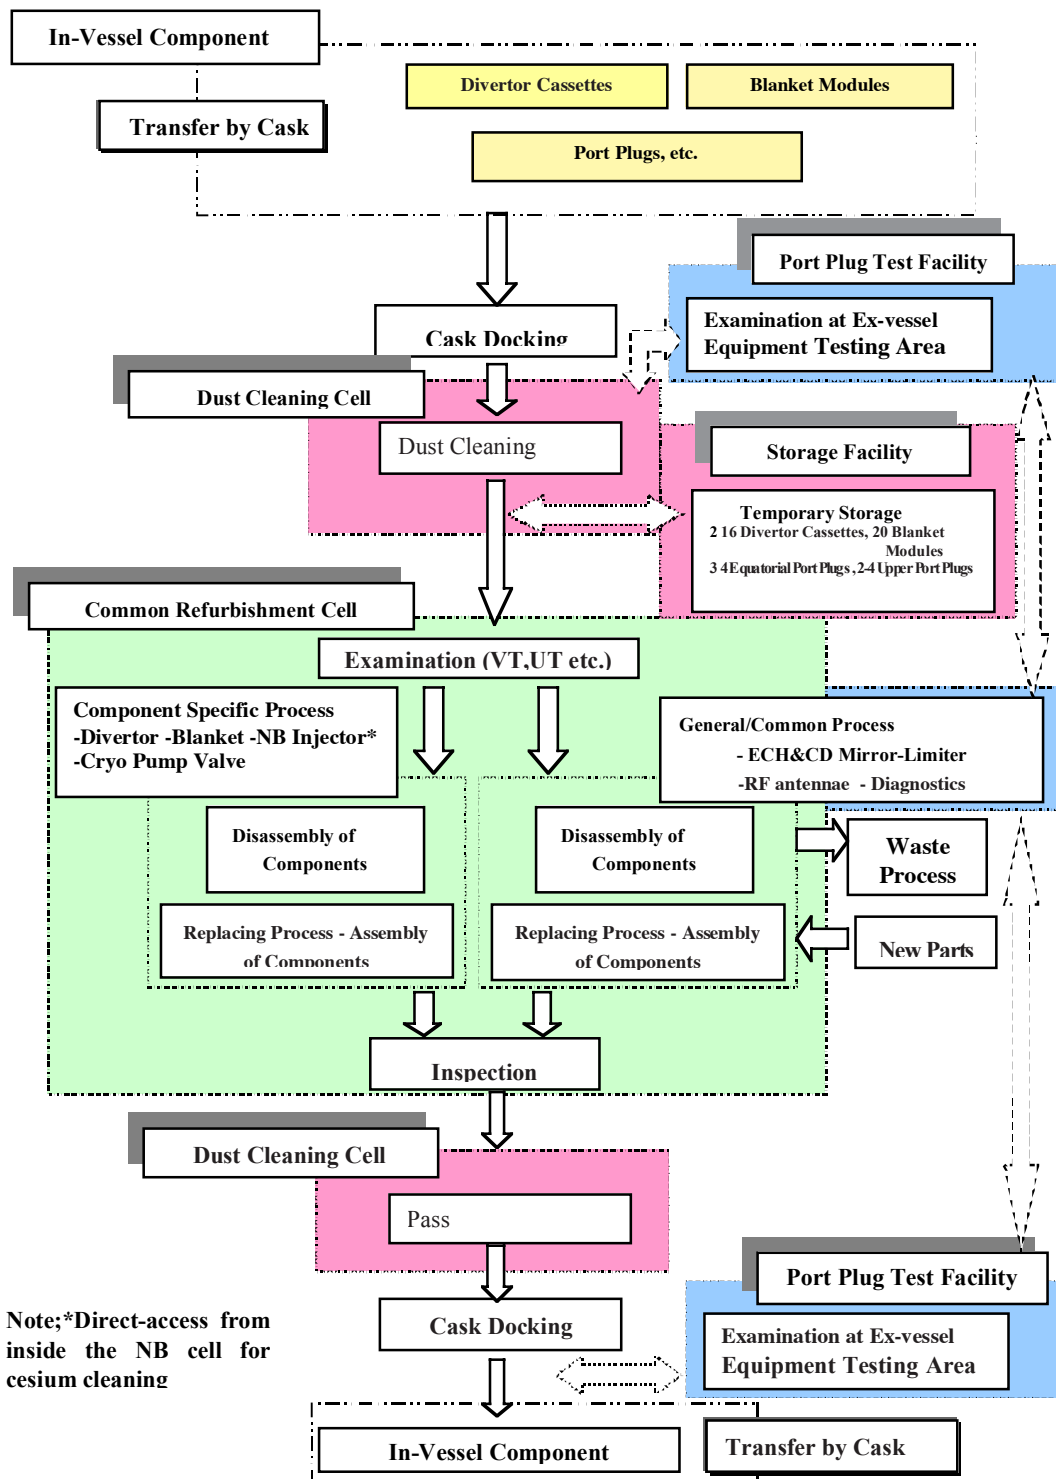 In-Vessel Component
Divertor Cassettes
Blanket Modules
Transfer by Cask
Port Plugs, etc.
Port Plug Test Facility
Examination at Ex-vessel
Equipment Testing Area
Cask Docking
Dust Cleaning Cell
Dust Cleaning
Storage Facility
Temporary Storage
2 16 Divertor Cassettes, 20 Blanket
Modules
3 4 Equatorial Port Plugs , 2-4 Upper Port Plugs
Common Refurbishment Cell
Examination (VT,UT etc.)
Component Specific Process
-Divertor -Blanket -NB Injector*
-Cryo Pump Valve
General/Common Process
- ECH&CD Mirror-Limiter
-RF antennae - Diagnostics
Disassembly of
Components
Disassembly of
Components
Waste
Process
Replacing Process - Assembly
of Components
Replacing Process - Assembly
of Components
New Parts
Inspection
Dust Cleaning Cell
Pass
Port Plug Test Facility
Cask Docking
Examination at Ex-vessel
Equipment Testing Area
Note;*Direct-access from
inside the NB cell for
cesium cleaning
In-Vessel Component
Transfer by Cask